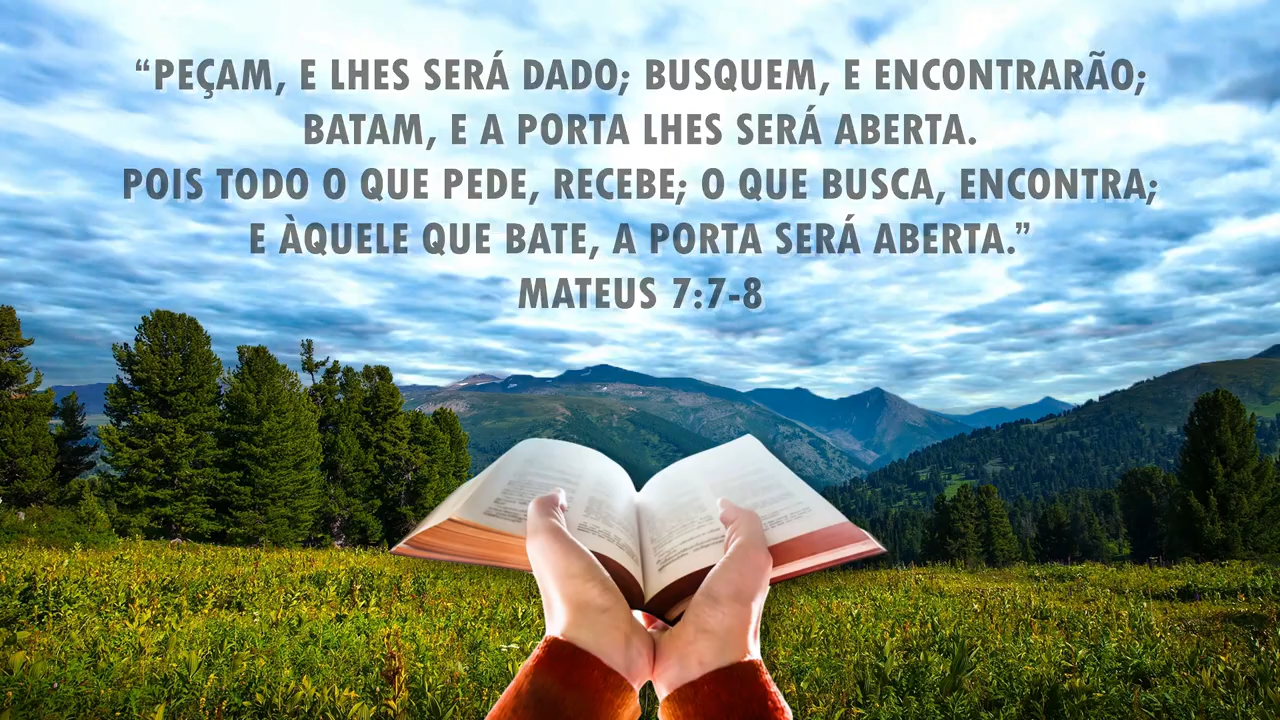 “PEÇAM, E LHES SERÁ DADO; BUSQUEM, E ENCONTRARÃO;
BATAM, E A PORTA LHES SERÁ ABERTA.
POIS TODO O QUE PEDE, RECEBE; O QUE BUSCA, ENCONTRA;
E ÀQUELE QUE BATE, A PORTA SERÁ ABERTA.”
MATEUS 7:7-8